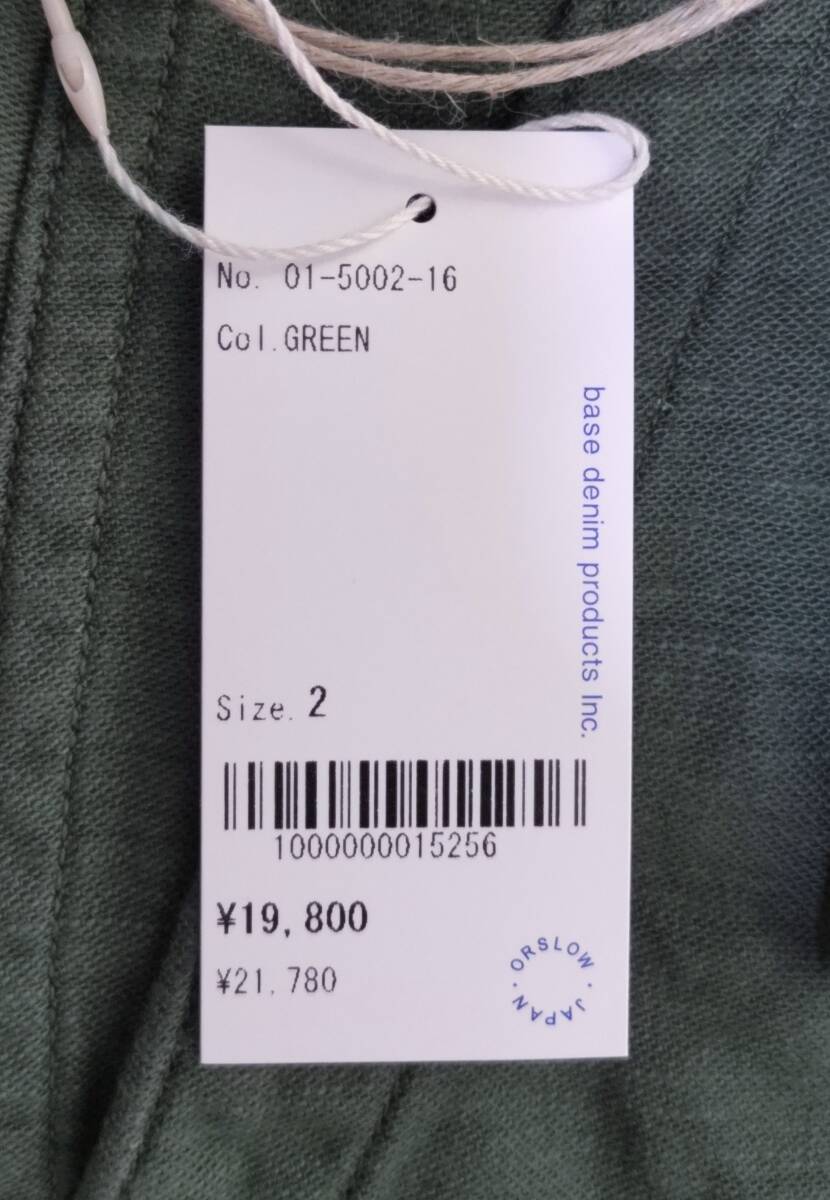 No. 01-5002-16
Col.GREEN
base denim products Inc.
Size. 2
1000000015256
¥19,800
¥21,780
ORSLOW · JAPAN ·